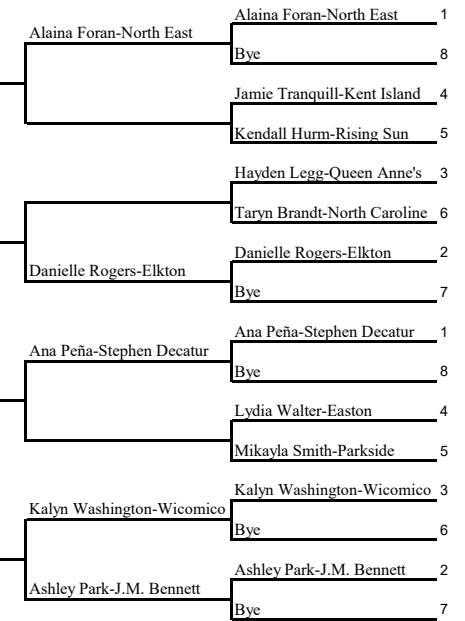 Alaina Foran-North East 1
Alaina Foran-North East
Bye 8
Jamie Tranquill-Kent Island 4
Kendall Hurm-Rising Sun 5
Hayden Legg-Queen Anne's 3
Taryn Brandt-North Caroline 6
Danielle Rogers-Elkton 2
Danielle Rogers-Elkton
Bye 7
Ana Peña-Stephen Decatur 1
Ana Peña-Stephen Decatur
Bye 8
Lydia Walter-Easton 4
Mikayla Smith-Parkside 5
Kalyn Washington-Wicomico 3
Kalyn Washington-Wicomico
Bye 6
Ashley Park-J.M. Bennett 2
Ashley Park-J.M. Bennett
Bye 7